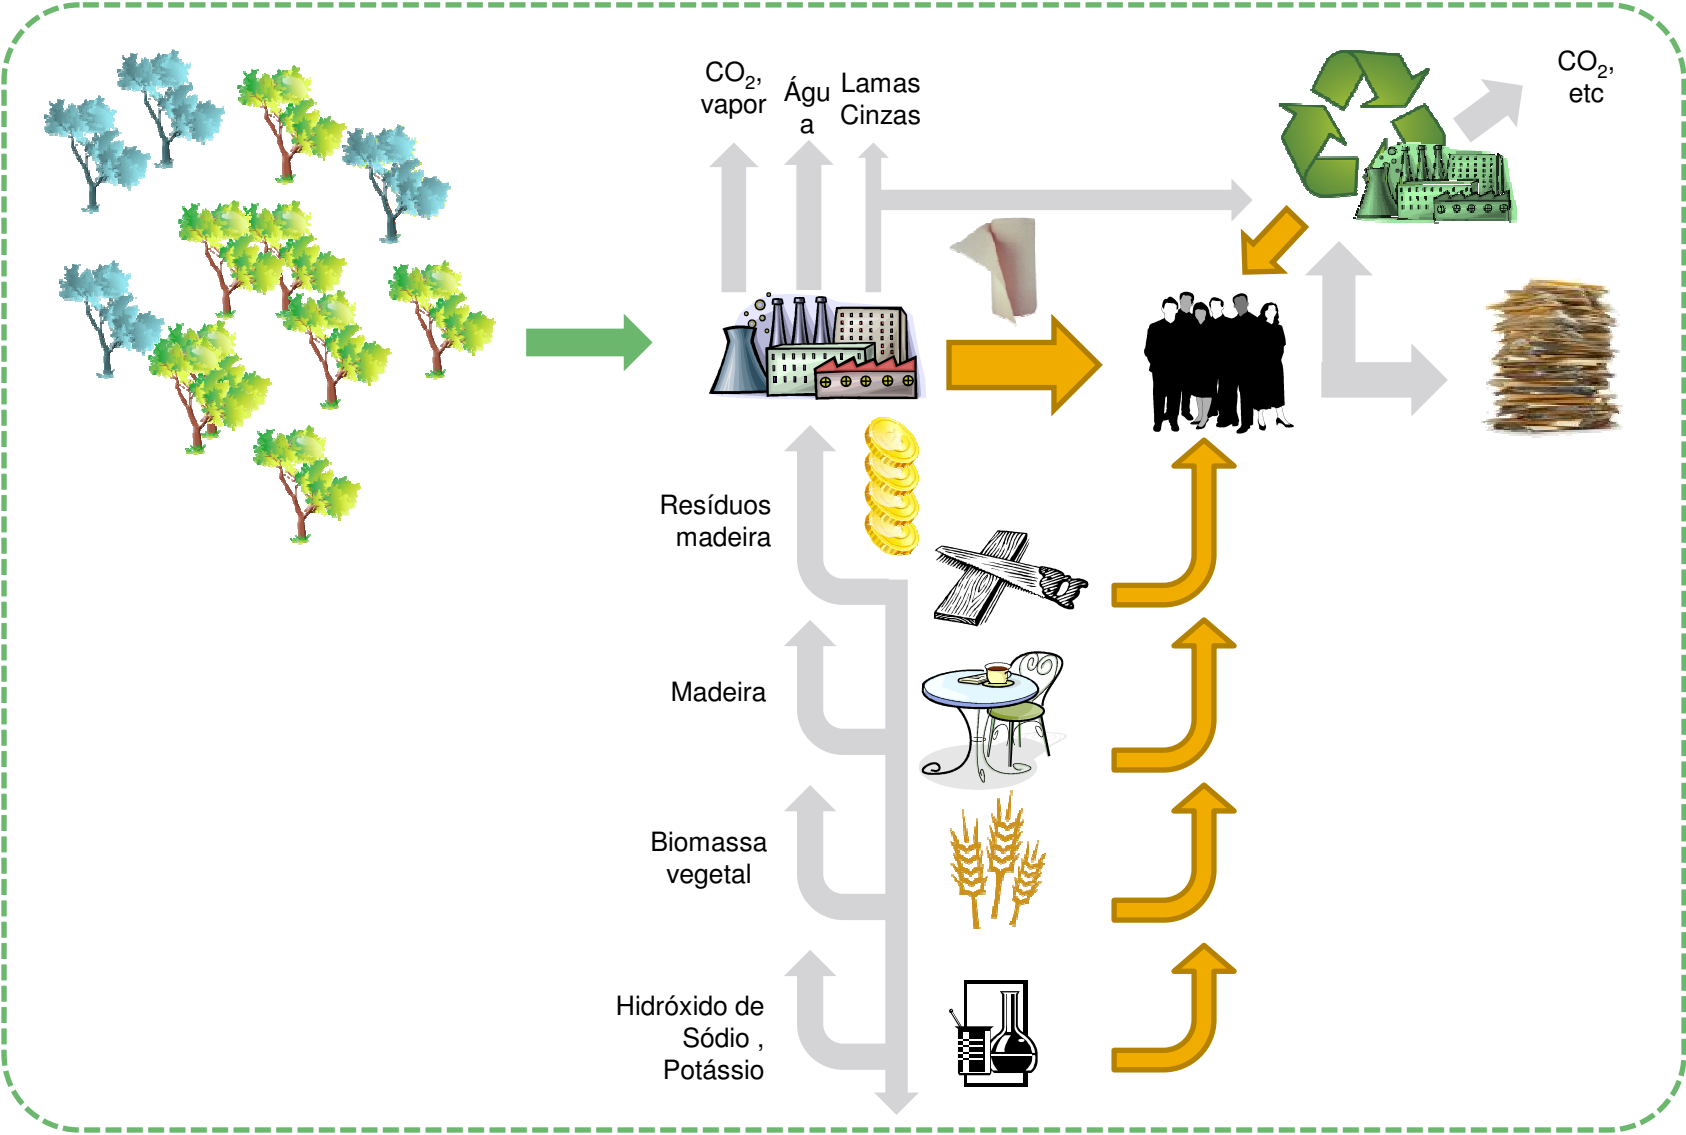 CO2,
vapor
Águ
a
Lamas
Cinzas
CO2,
etc
Resíduos
madeira
Madeira
Biomassa
vegetal
Hidróxido de
Sódio ,
Potássio